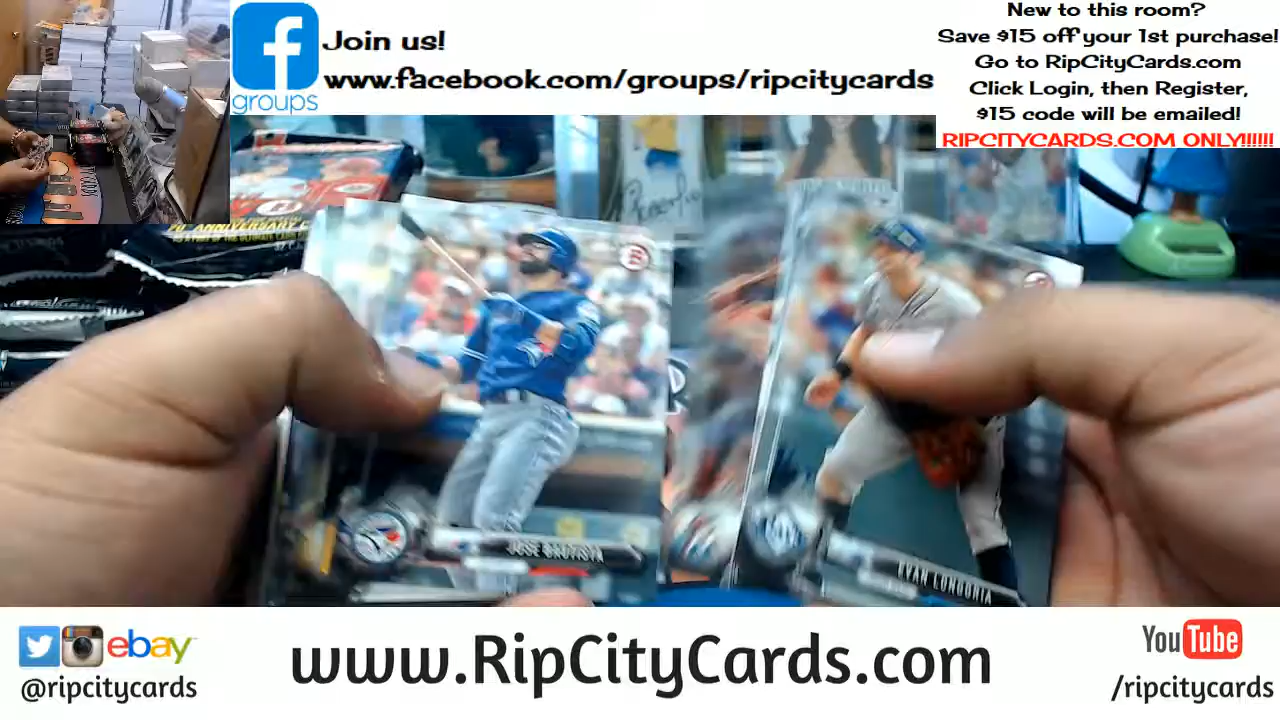 groups
Join us!
www.facebook.com/groups/ripcitycards
New to this room?
Save $15 off your 1st purchase!
Go to RipCityCards.com
Click Login, then Register,
$15 code will be emailed!
RIPCITYCARDS.COM ONLY!!!!!!
ANNIVERSARY
B
JOSE BAUTISTA
EVAN LONGORIA
ebay
@ripcitycards
www.RipCityCards.com
YouTube
/ripcitycards